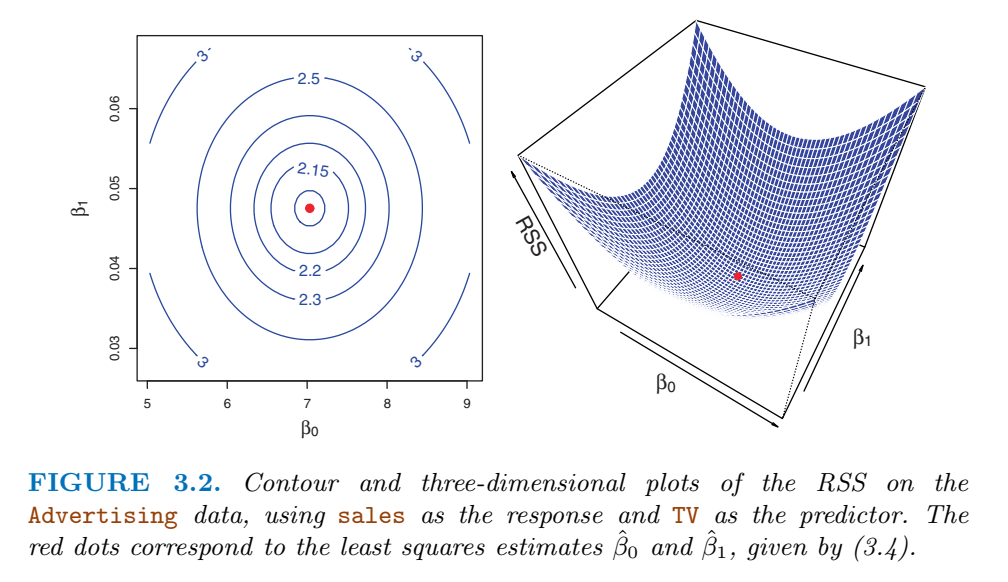 3
3
2.5
2.15
2.2
2.3
3
3
0.06
0.05
0.04
0.03
β1
5 6 7 8 9
β0
RSS
β1
β0
FIGURE 3.2. Contour and three-dimensional plots of the RSS on the
Advertising data, using sales as the response and TV as the predictor. The
red dots correspond to the least squares estimates β̂0 and β̂1, given by (3.4).